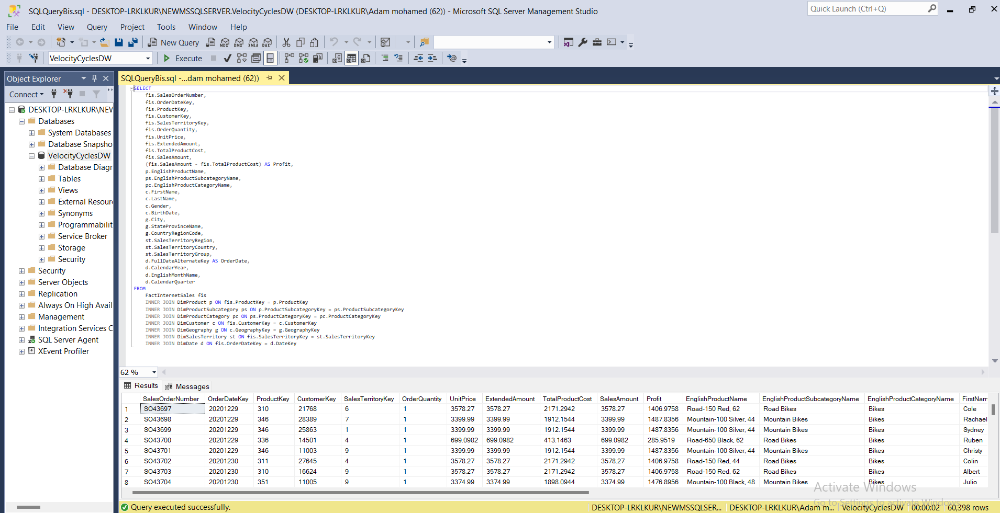 SQLQueryBis.sql - DESKTOP-LRKLKUR\NEWMSSQLSERVER.VelocityCyclesDW (DESKTOP-LRKLKUR\Adam mohamed (62)) - Microsoft SQL Server Management Studio
Quick Launch (Ctrl+Q)
File Edit View Query Project Tools Window Help
New Query MDX DMX XMLA DAX
VelocityCyclesDW Execute
Object Explorer
Connect
DESKTOP-LRKLKUR\NEW
Databases
System Databases
Database Snapsho
VelocityCyclesDW
Database Diagr
Tables
Views
External Resour
Synonyms
Programmabilit
Service Broker
Storage
Security
Security
Server Objects
Replication
Always On High Avail
Management
Integration Services C
SQL Server Agent
XEvent Profiler
SQLQueryBis.sql -...dam mohamed (62))
SELECT
fis.SalesOrderNumber,
fis.OrderDateKey,
fis.ProductKey,
fis.CustomerKey,
fis.SalesTerritoryKey,
fis.OrderQuantity,
fis.UnitPrice,
fis.ExtendedAmount,
fis.TotalProductCost,
fis.SalesAmount,
(fis.SalesAmount - fis.TotalProductCost) AS Profit,
p.EnglishProductName,
ps.EnglishProductSubcategoryName,
pc.EnglishProductCategoryName,
c.FirstName,
c.LastName,
c.Gender,
c.BirthDate,
g.City,
g.StateProvinceName,
g.CountryRegionCode,
st.SalesTerritoryRegion,
st.SalesTerritoryCountry,
st.SalesTerritoryGroup,
d.FullDateAlternateKey AS OrderDate,
d.CalendarYear,
d.EnglishMonthName,
d.CalendarQuarter
FROM
FactInternetSales fis
INNER JOIN DimProduct p ON fis.ProductKey = p.ProductKey
INNER JOIN DimProductSubcategory ps ON p.ProductSubcategoryKey = ps.ProductSubcategoryKey
INNER JOIN DimProductCategory pc ON ps.ProductCategoryKey = pc.ProductCategoryKey
INNER JOIN DimCustomer c ON fis.CustomerKey = c.CustomerKey
INNER JOIN DimGeography g ON c.GeographyKey = g.GeographyKey
INNER JOIN DimSalesTerritory st ON fis.SalesTerritoryKey = st.SalesTerritoryKey
INNER JOIN DimDate d ON fis.OrderDateKey = d.DateKey
62 %
Results Messages
SalesOrderNumber OrderDateKey ProductKey CustomerKey SalesTerritoryKey OrderQuantity UnitPrice ExtendedAmount TotalProductCost SalesAmount Profit EnglishProductName EnglishProductSubcategoryName EnglishProductCategoryName FirstNam
1 SO43697 20201229 310 21768 6 1 3578.27 3578.27 2171.2942 3578.27 1406.9758 Road-150 Red, 62 Road Bikes Bikes Cole
2 SO43698 20201229 346 28389 7 1 3399.99 3399.99 1912.1544 3399.99 1487.8356 Mountain-100 Silver, 44 Mountain Bikes Bikes Rachael
3 SO43699 20201229 346 25863 1 1 3399.99 3399.99 1912.1544 3399.99 1487.8356 Mountain-100 Silver, 44 Mountain Bikes Bikes Sydney
4 SO43700 20201229 336 14501 4 1 699.0982 699.0982 413.1463 699.0982 285.9519 Road-650 Black, 62 Road Bikes Bikes Ruben
5 SO43701 20201229 346 11003 9 1 3399.99 3399.99 1912.1544 3399.99 1487.8356 Mountain-100 Silver, 44 Mountain Bikes Bikes Christy
6 SO43702 20201230 311 27645 4 1 3578.27 3578.27 2171.2942 3578.27 1406.9758 Road-150 Red, 44 Road Bikes Bikes Colin
7 SO43703 20201230 310 16624 9 1 3578.27 3578.27 2171.2942 3578.27 1406.9758 Road-150 Red, 62 Road Bikes Bikes Albert
8 SO43704 20201230 351 11005 9 1 3374.99 3374.99 1898.0944 3374.99 1476.8956 Mountain-100 Black, 48 Mountain Bikes Bikes Julio
Activate Windows
Go to Settings to activate Windows.
Query executed successfully. DESKTOP-LRKLKUR\NEWMSSQLSER... DESKTOP-LRKLKUR\Adam m... VelocityCyclesDW 00:00:02 60,398 rows